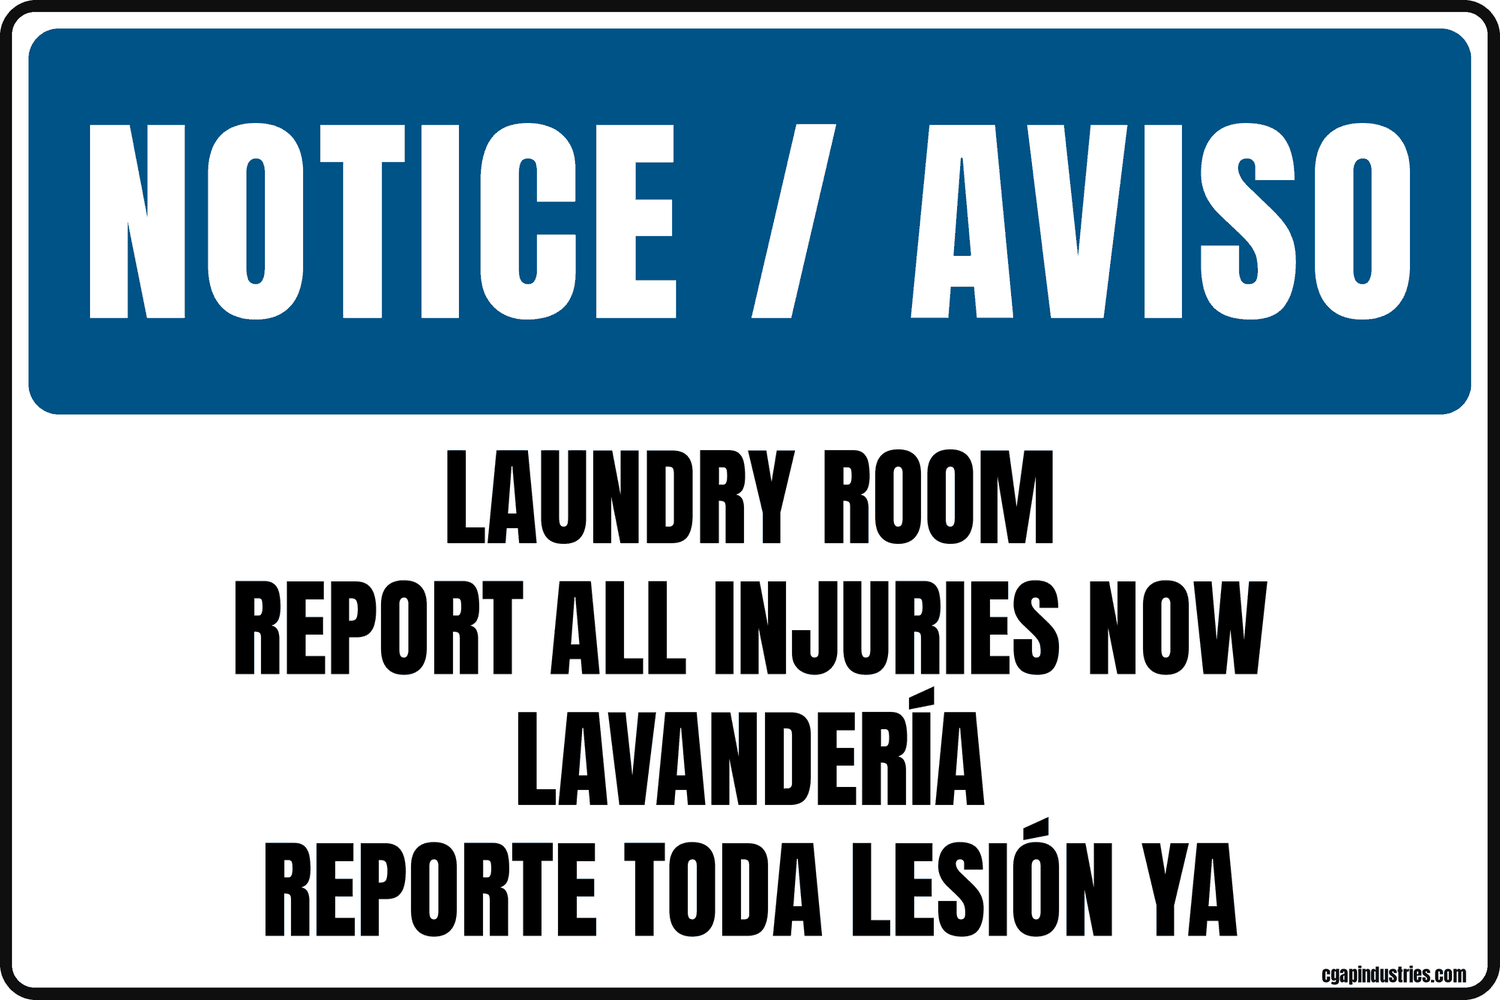 NOTICE / AVISO
LAUNDRY ROOM
REPORT ALL INJURIES NOW
LAVANDERÍA
REPORTE TODA LESIÓN YA
cgapindustries.com